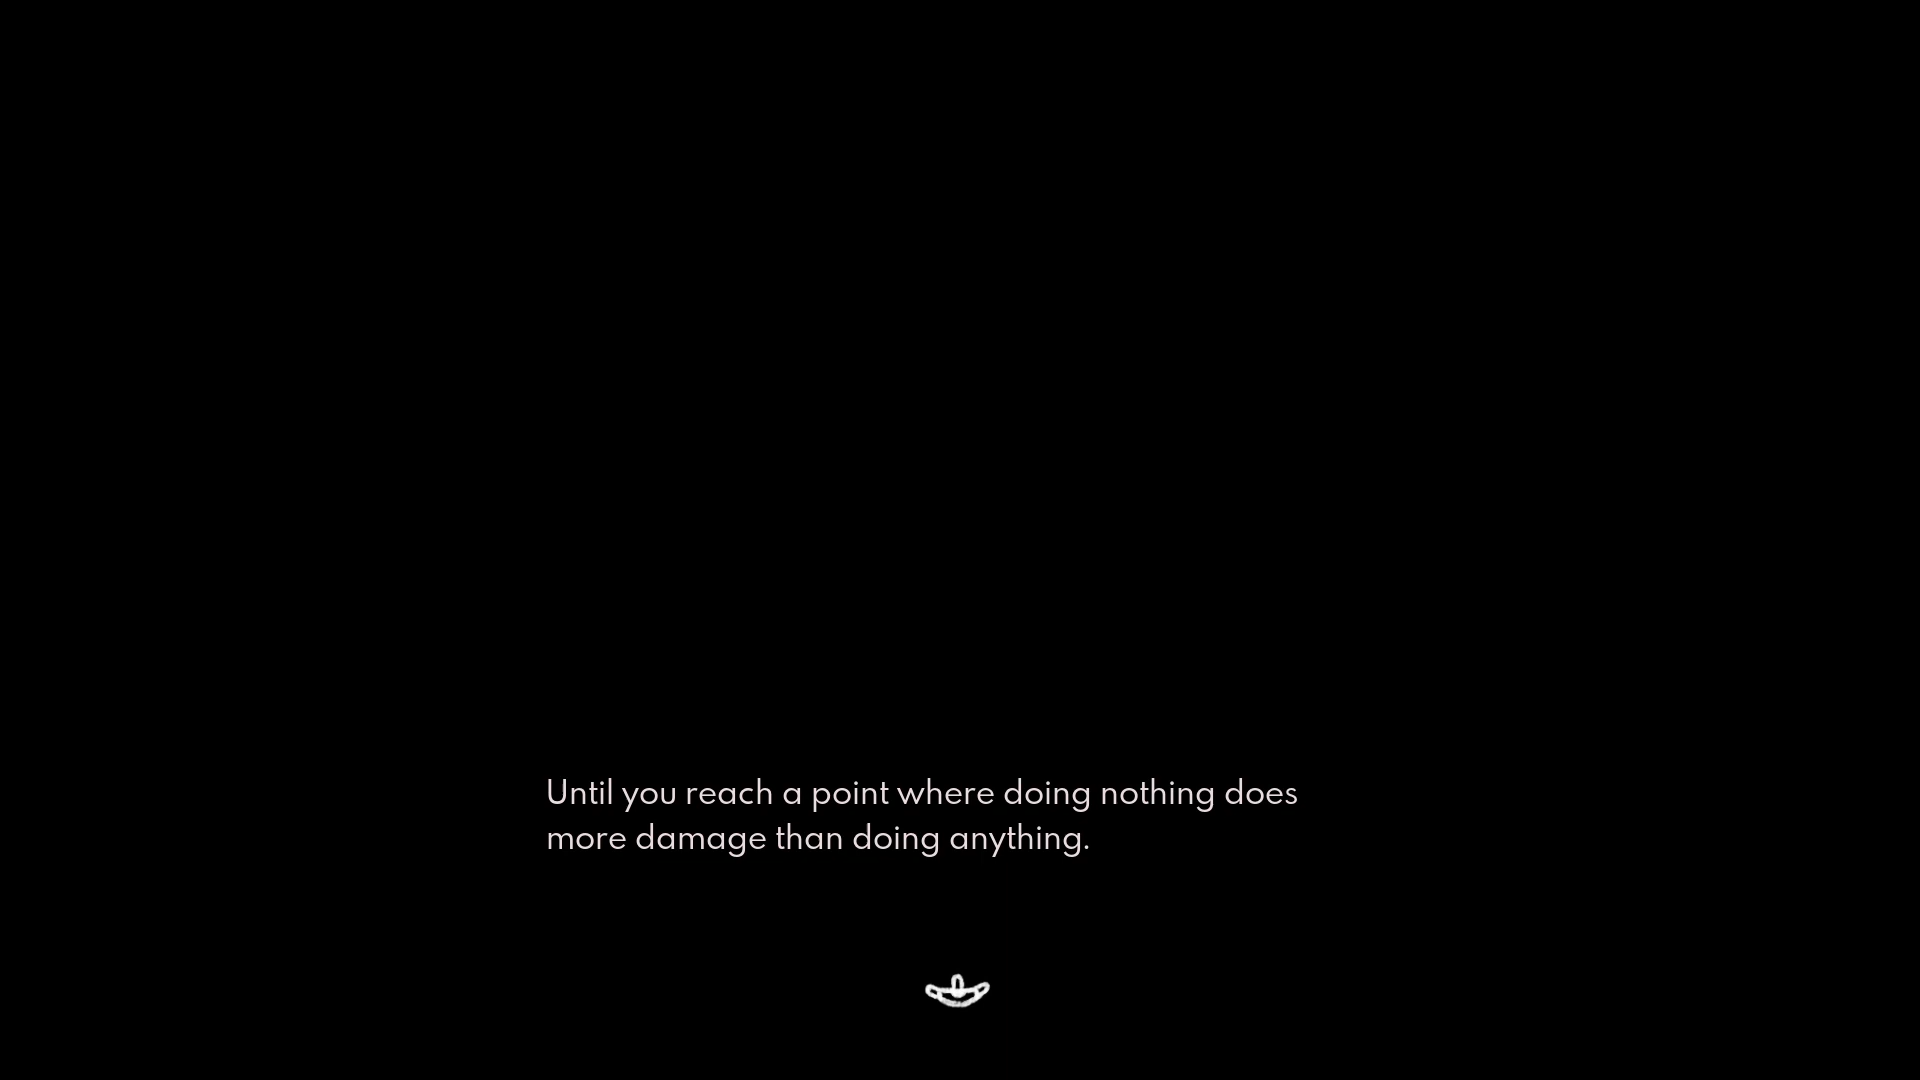 Until you reach a point where doing nothing does
more damage than doing anything.